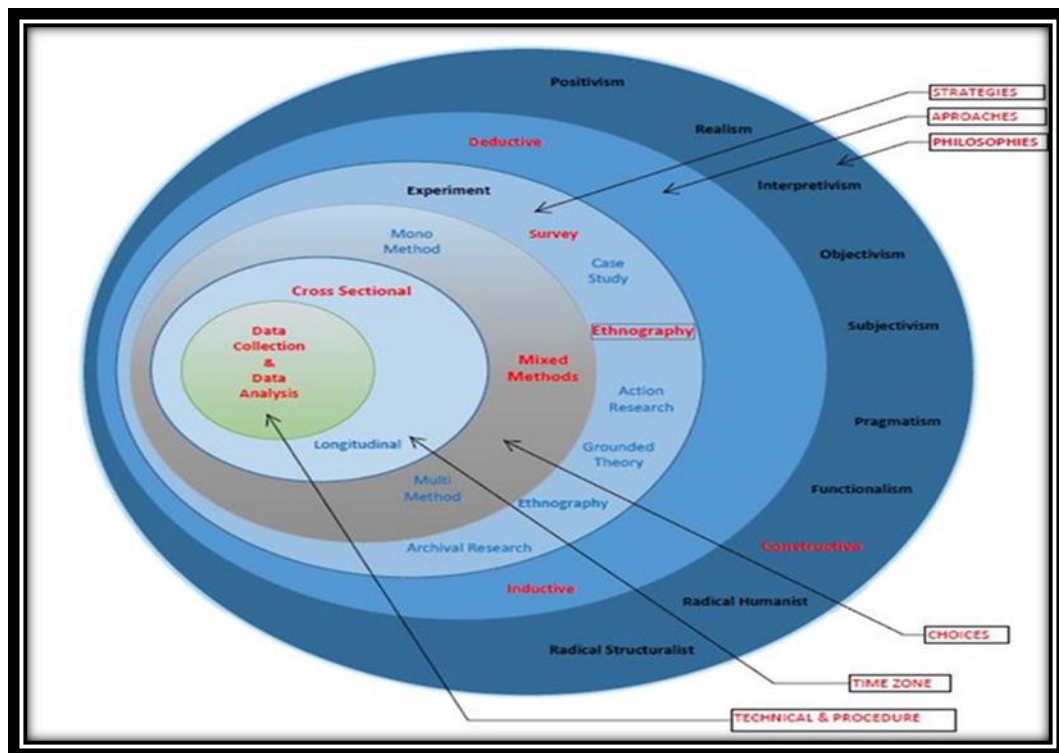 Positivism
STRATEGIES
APROACHES
PHILOSOPHIES
Realism
Deductive
Interpretivism
Experiment
Survey
Mono
Method
Case
Study
Objectivism
Cross Sectional
Ethnography
Subjectivism
Data
Collection
&
Data
Analysis
Mixed
Methods
Action
Research
Pragmatism
Longitudinal
Grounded
Theory
Multi
Method
Functionalism
Ethnography
Archival Research
Constructive
Inductive
Radical Humanist
Radical Structuralist
CHOICES
TIME ZONE
TECHNICAL & PROCEDURE